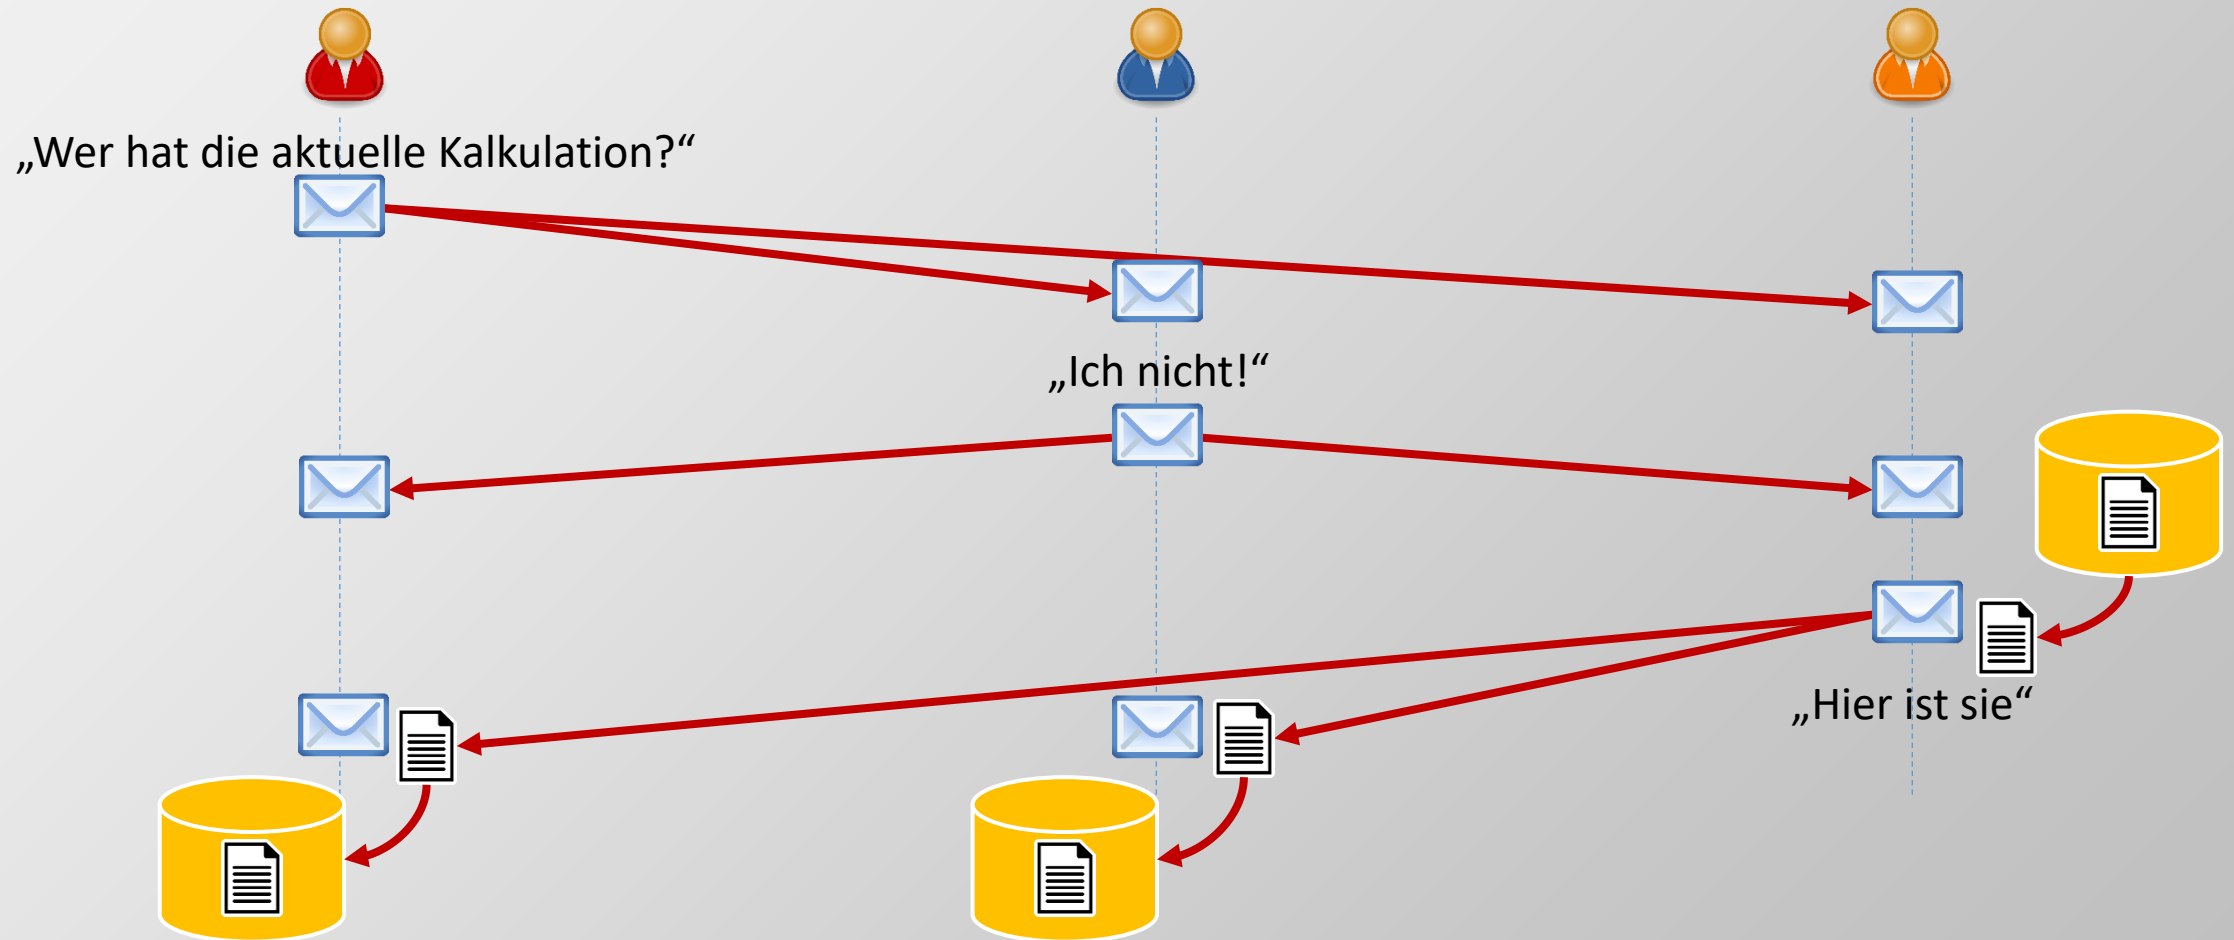 „Wer hat die aktuelle Kalkulation?“
„Ich nicht!“
„Hier ist sie“